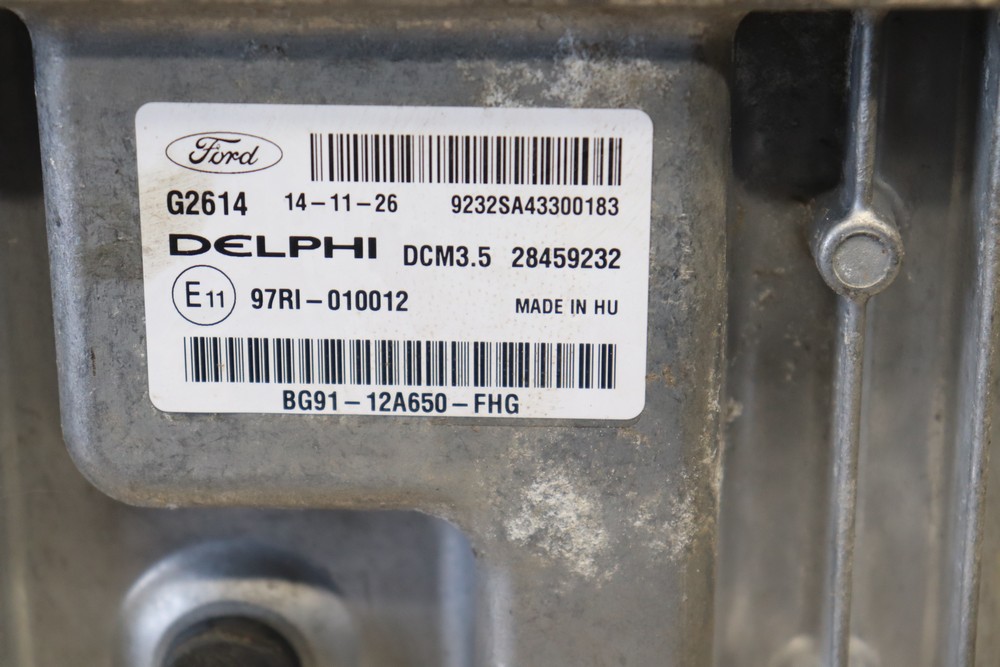 Ford
G2614 14-11-26 9232SA43300183
DELPHI DCM3.5 28459232
E11 97RI-010012 MADE IN HU
BG91-12A650-FHG